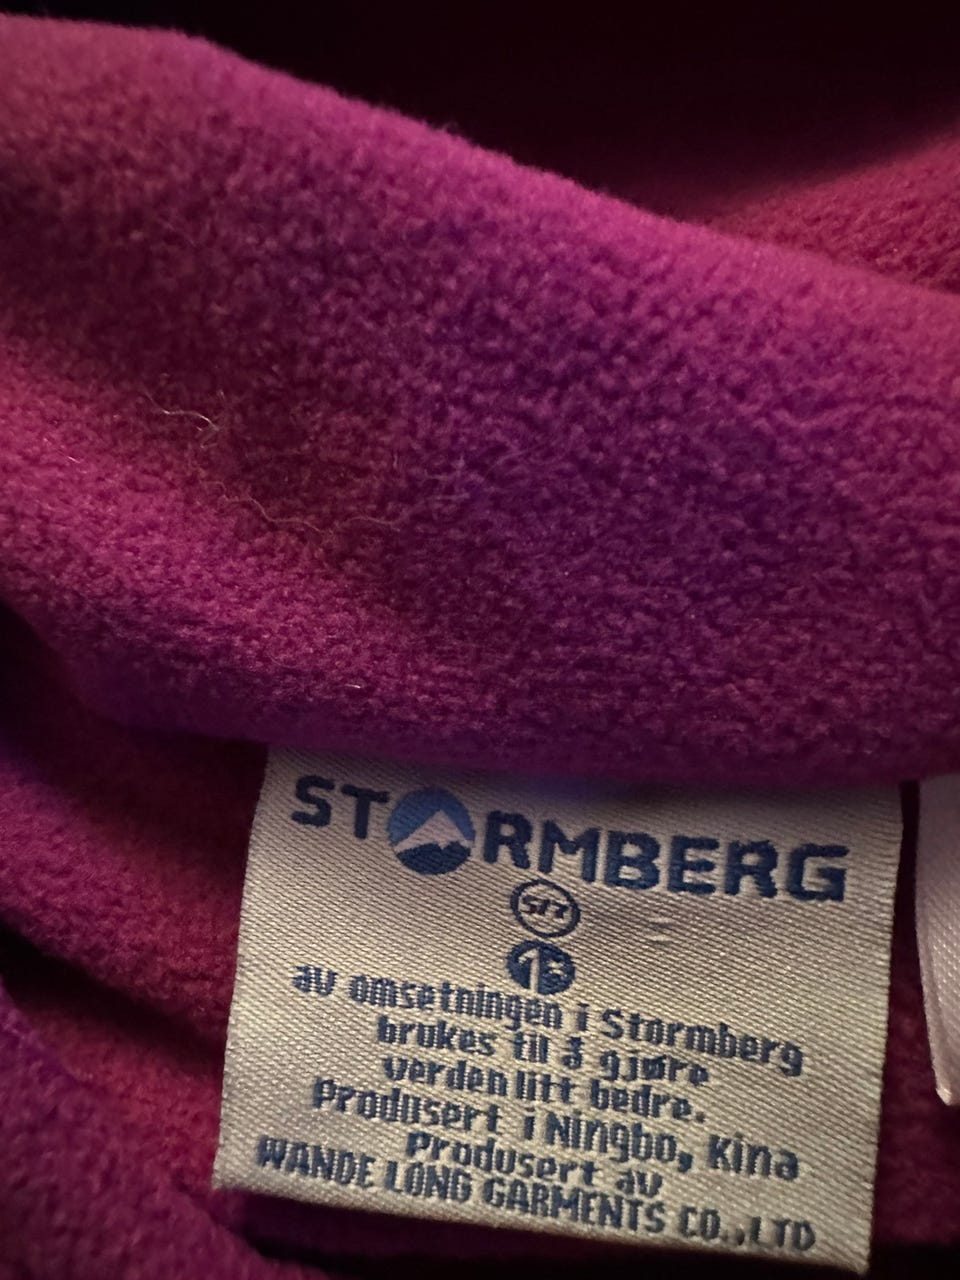 STORMBERG
av omsetningen i Stormberg
brukes til å gjøre
verden litt bedre.
Produsert i Ningbo, Kina
Produsert av
WANDE LONG GARMENTS CO.,LTD